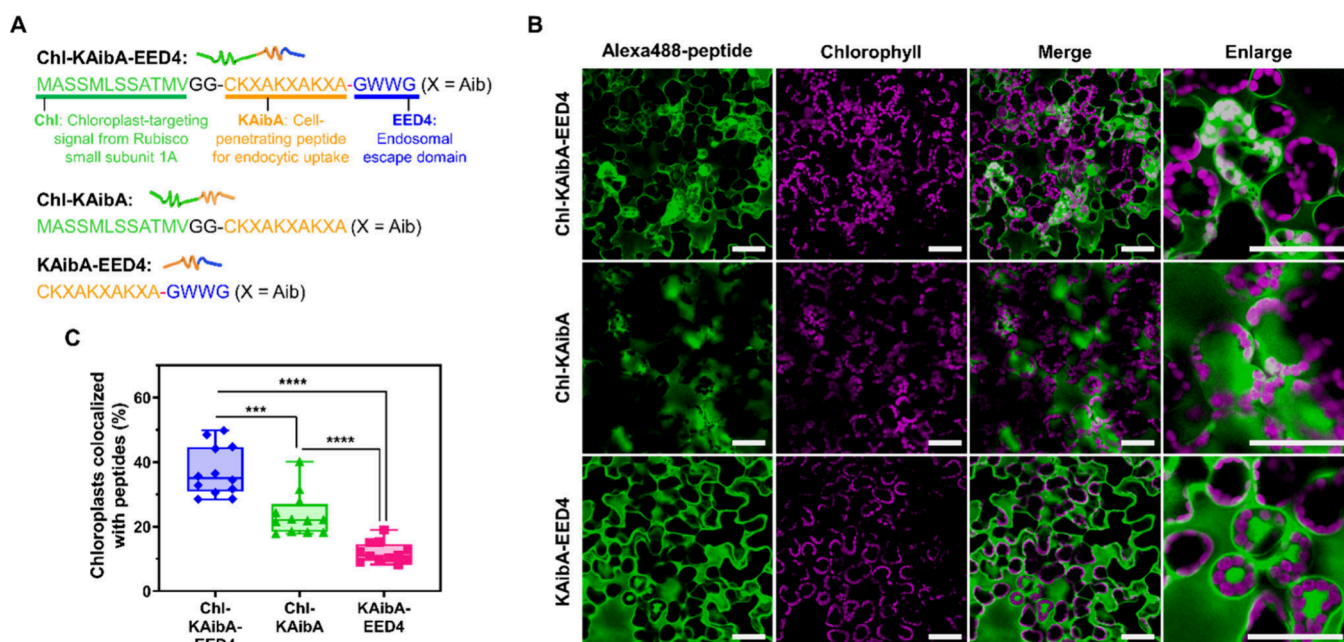 A
Chl-KAibA-EED4:
MASSMLSSATMVGG-CKXAKXAKXA-GWWG (X = Aib)
Chl: Chloroplast-targeting
signal from Rubisco
small subunit 1A
KAibA: Cell-
penetrating peptide
for endocytic uptake
EED4:
Endosomal
escape domain
Chl-KAibA:
MASSMLSSATMVGG-CKXAKXAKXA (X = Aib)
KAibA-EED4:
CKXAKXAKXA-GWWG (X = Aib)
B
Alexa488-peptide
Chlorophyll
Merge
Enlarge
Chl-KAibA-EED4
Chl-KAibA
KAibA-EED4
C
Chloroplasts colocalized
with peptides (%)
60
40
20
0
****
***
****
Chl-
KAibA-
EED4
Chl-
KAibA
KAibA-
EED4